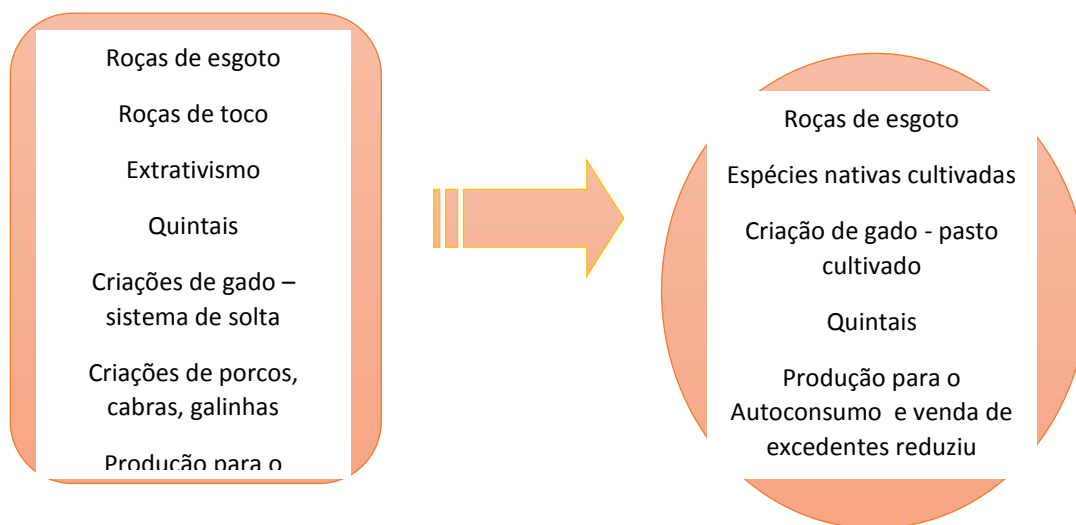 Roças de esgoto
Roças de toco
Extrativismo
Quintais
Criações de gado –
sistema de solta
Criações de porcos,
cabras, galinhas
Produção para o
Roças de esgoto
Espécies nativas cultivadas
Criação de gado - pasto
cultivado
Quintais
Produção para o
Autoconsumo e venda de
excedentes reduziu